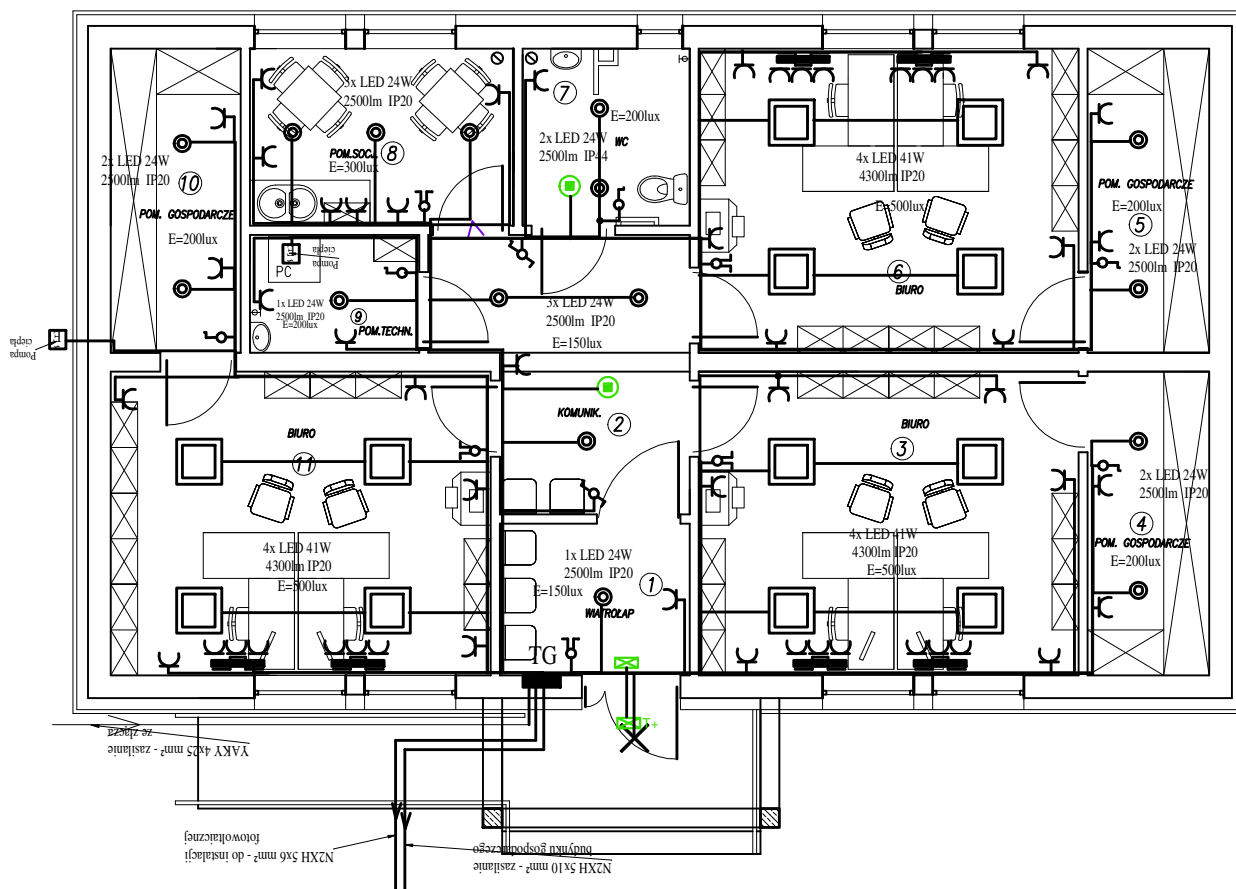 3x LED 24W
2500lm IP20
POM.SOCJ.
8
E=300lux
7
E=200lux
2x LED 24W
2500lm IP44
WC
4x LED 41W
4300lm IP20
E=500lux
6
BIURO
POM. GOSPODARCZE
E=200lux
5
2x LED 24W
2500lm IP20
2x LED 24W
2500lm IP20
10
POM. GOSPODARCZE
E=200lux
Pompa
ciepła
PC
1x LED 24W
2500lm IP20
E=200lux
9
POM.TECHN.
3x LED 24W
2500lm IP20
E=150lux
Pompa
ciepła
KOMUNIK.
2
BIURO
11
4x LED 41W
4300lm IP20
E=500lux
BIURO
3
4x LED 41W
4300lm IP20
E=500lux
2x LED 24W
2500lm IP20
4
POM. GOSPODARCZE
E=200lux
1x LED 24W
2500lm IP20
E=150lux
1
WIATROŁAP
TG
T+
YAKY 4x25 mm² - zasilanie
ze złącza
N2XH 5x6 mm² - do instalacji
fotowoltaicznej
N2XH 5x10 mm² - zasilanie
budynku gospodarczego